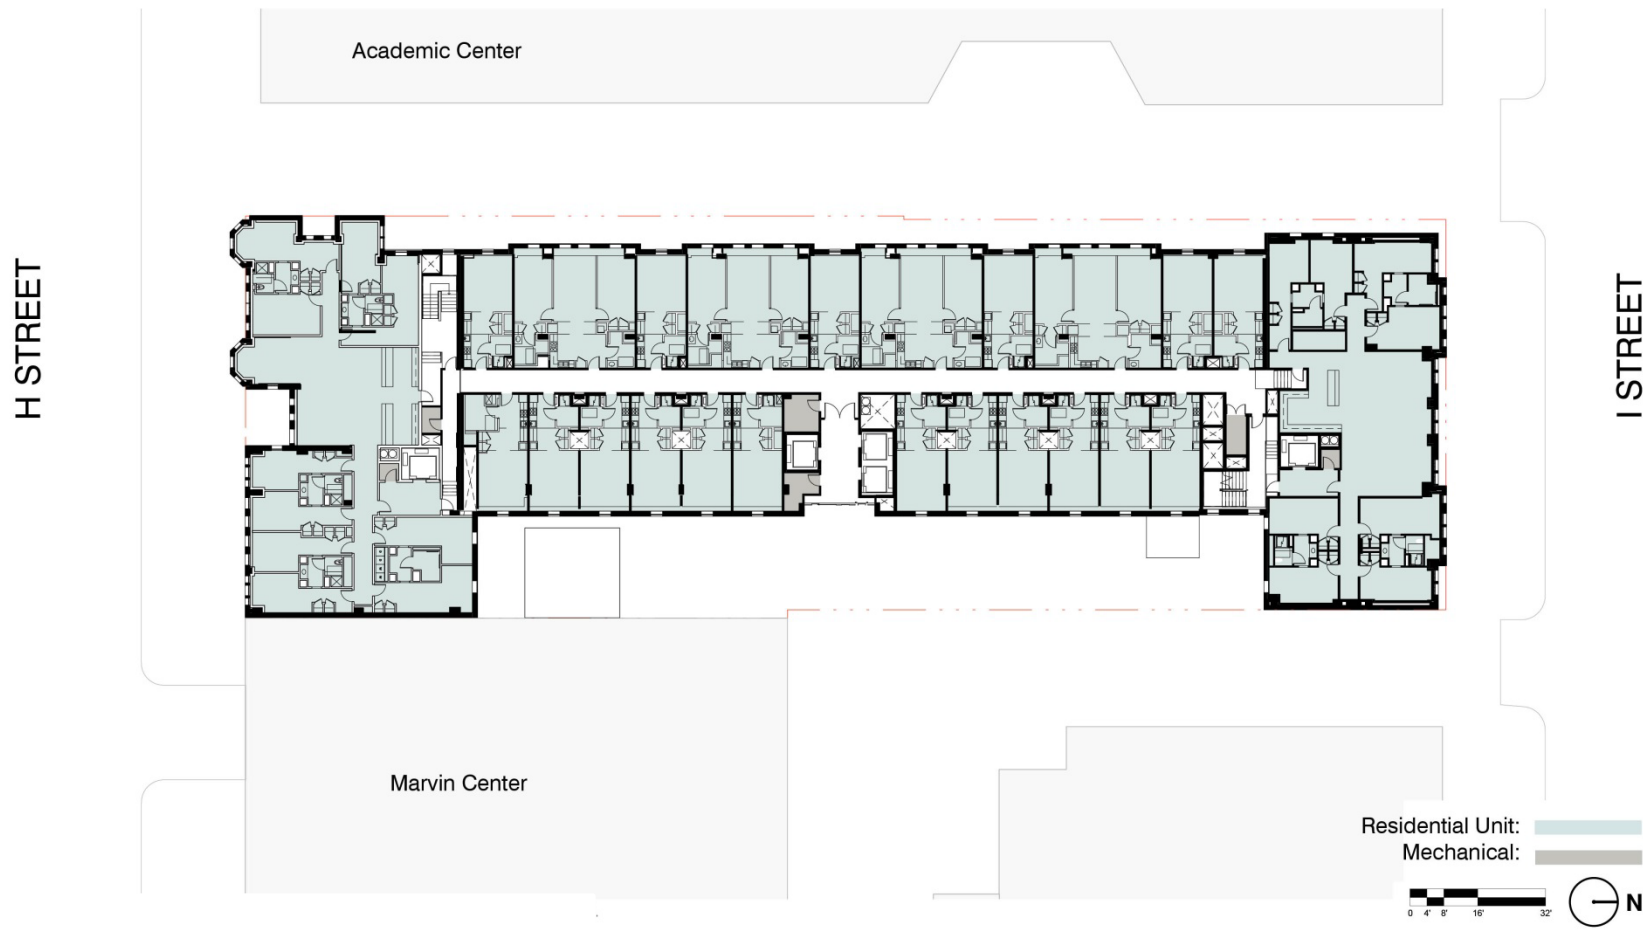 Academic Center
H STREET
I STREET
Marvin Center
Residential Unit:
Mechanical:
0 4' 8' 16' 32'
N